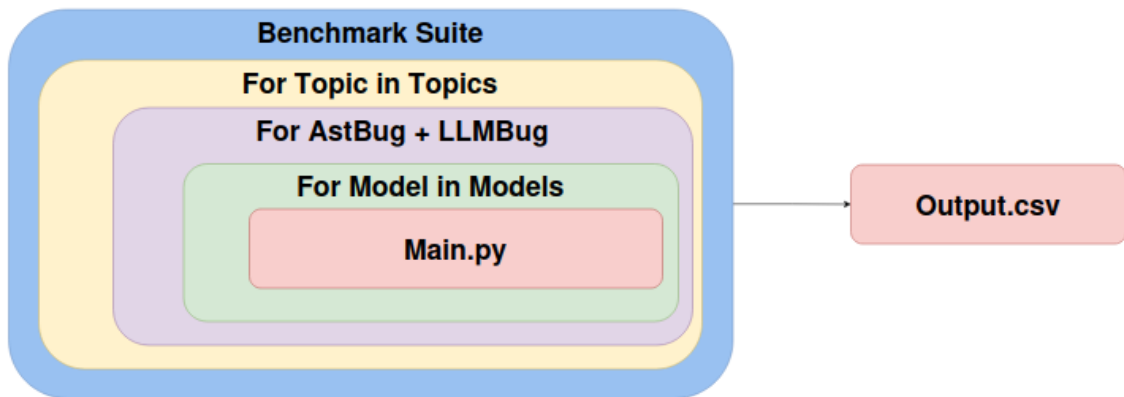 Benchmark Suite
For Topic in Topics
For AstBug + LLMBug
For Model in Models
Main.py
Output.csv